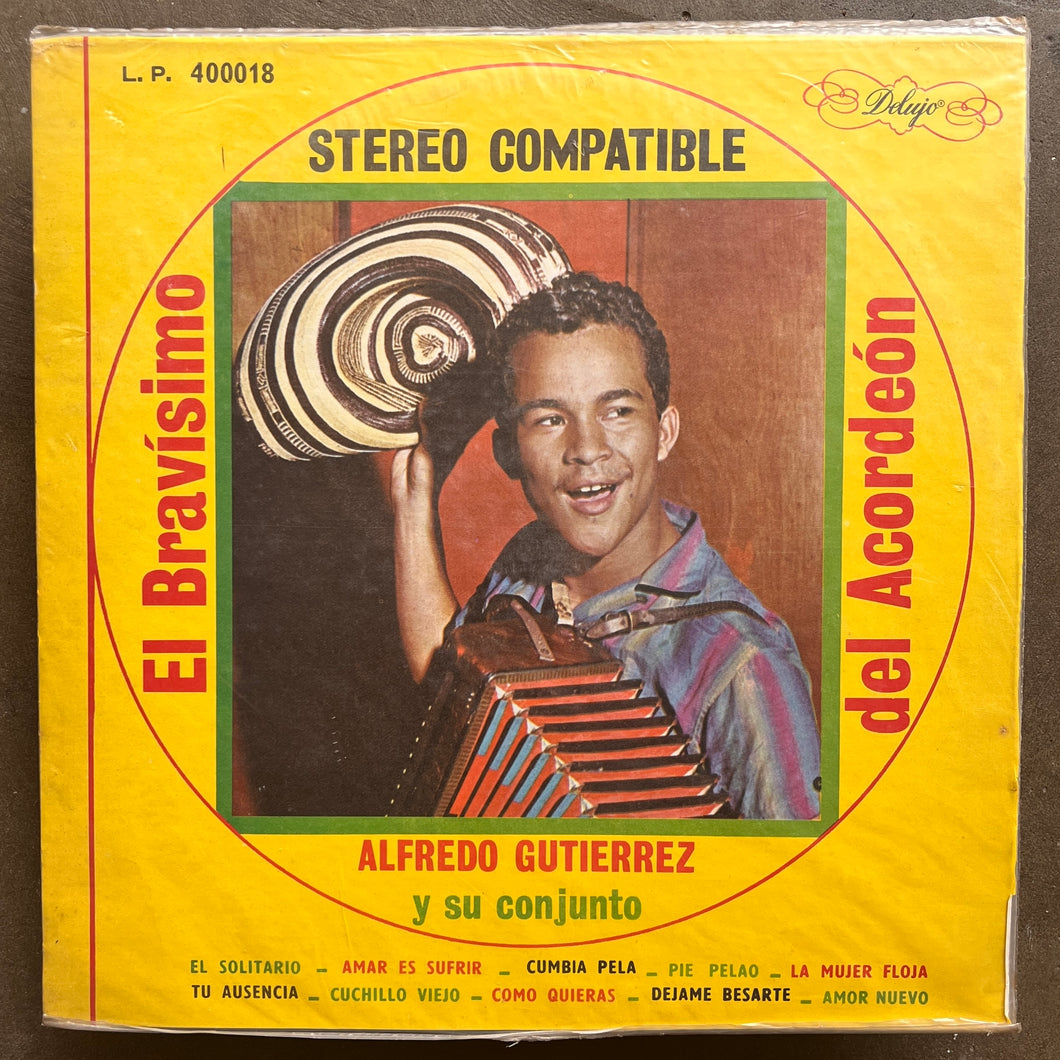 L. P. 400018
Delujo®
STEREO COMPATIBLE
El Bravísimo
del Acordeón
ALFREDO GUTIERREZ
y su conjunto
EL SOLITARIO - AMAR ES SUFRIR - CUMBIA PELA - PIE PELAO - LA MUJER FLOJA
TU AUSENCIA - CUCHILLO VIEJO - COMO QUIERAS - DEJAME BESARTE - AMOR NUEVO